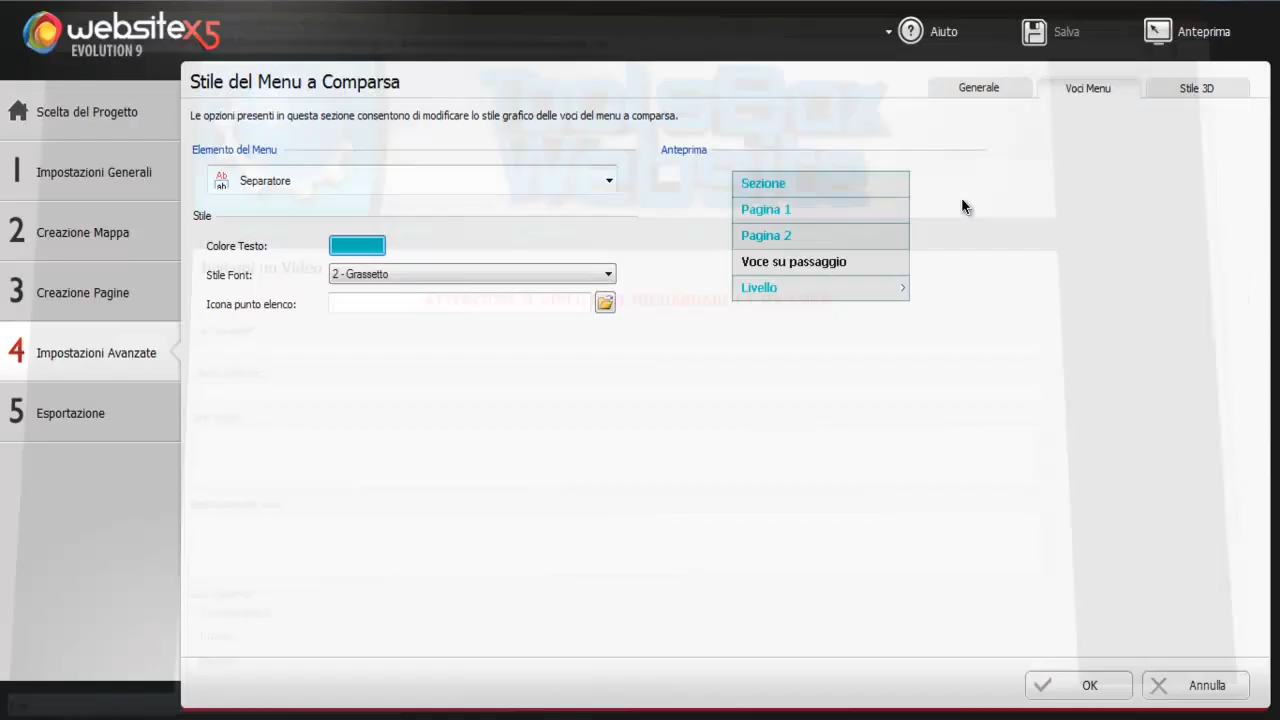 websitex5
EVOLUTION 9
Aiuto
Salva
Anteprima
Scelta del Progetto
1 Impostazioni Generali
2 Creazione Mappa
3 Creazione Pagine
4 Impostazioni Avanzate
5 Esportazione
Stile del Menu a Comparsa
Generale
Voci Menu
Stile 3D
Le opzioni presenti in questa sezione consentono di modificare lo stile grafico delle voci del menu a comparsa.
Elemento del Menu
Ab
ab
Separatore
Stile
Colore Testo:
Stile Font:
2 - Grassetto
Icona punto elenco:
Anteprima
Sezione
Pagina 1
Pagina 2
Voce su passaggio
Livello
OK
Annulla